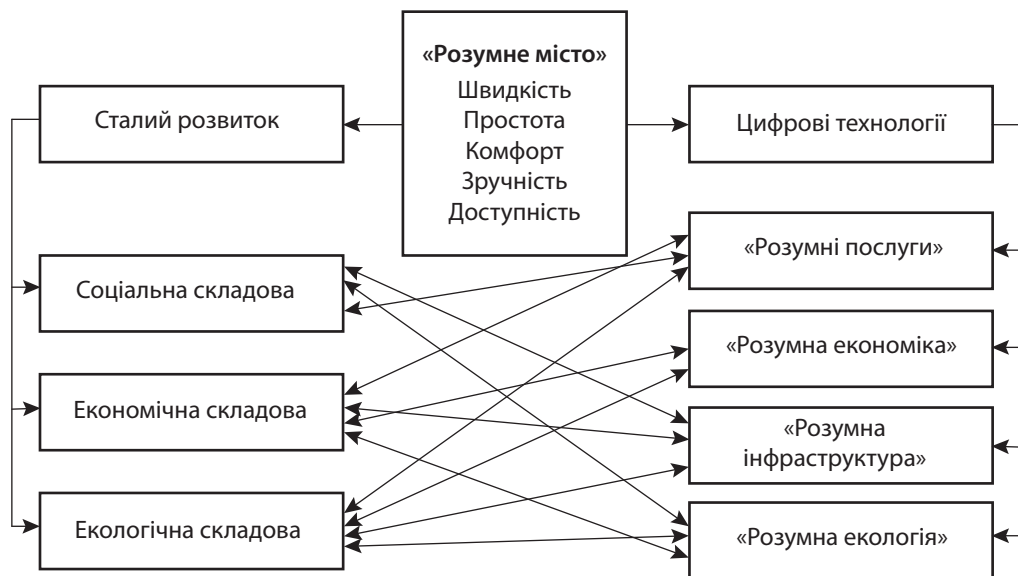 «Розумне місто»
Швидкість
Простота
Комфорт
Зручність
Доступність
Сталий розвиток
Цифрові технології
Соціальна складова
Економічна складова
Екологічна складова
«Розумні послуги»
«Розумна економіка»
«Розумна
інфраструктура»
«Розумна екологія»